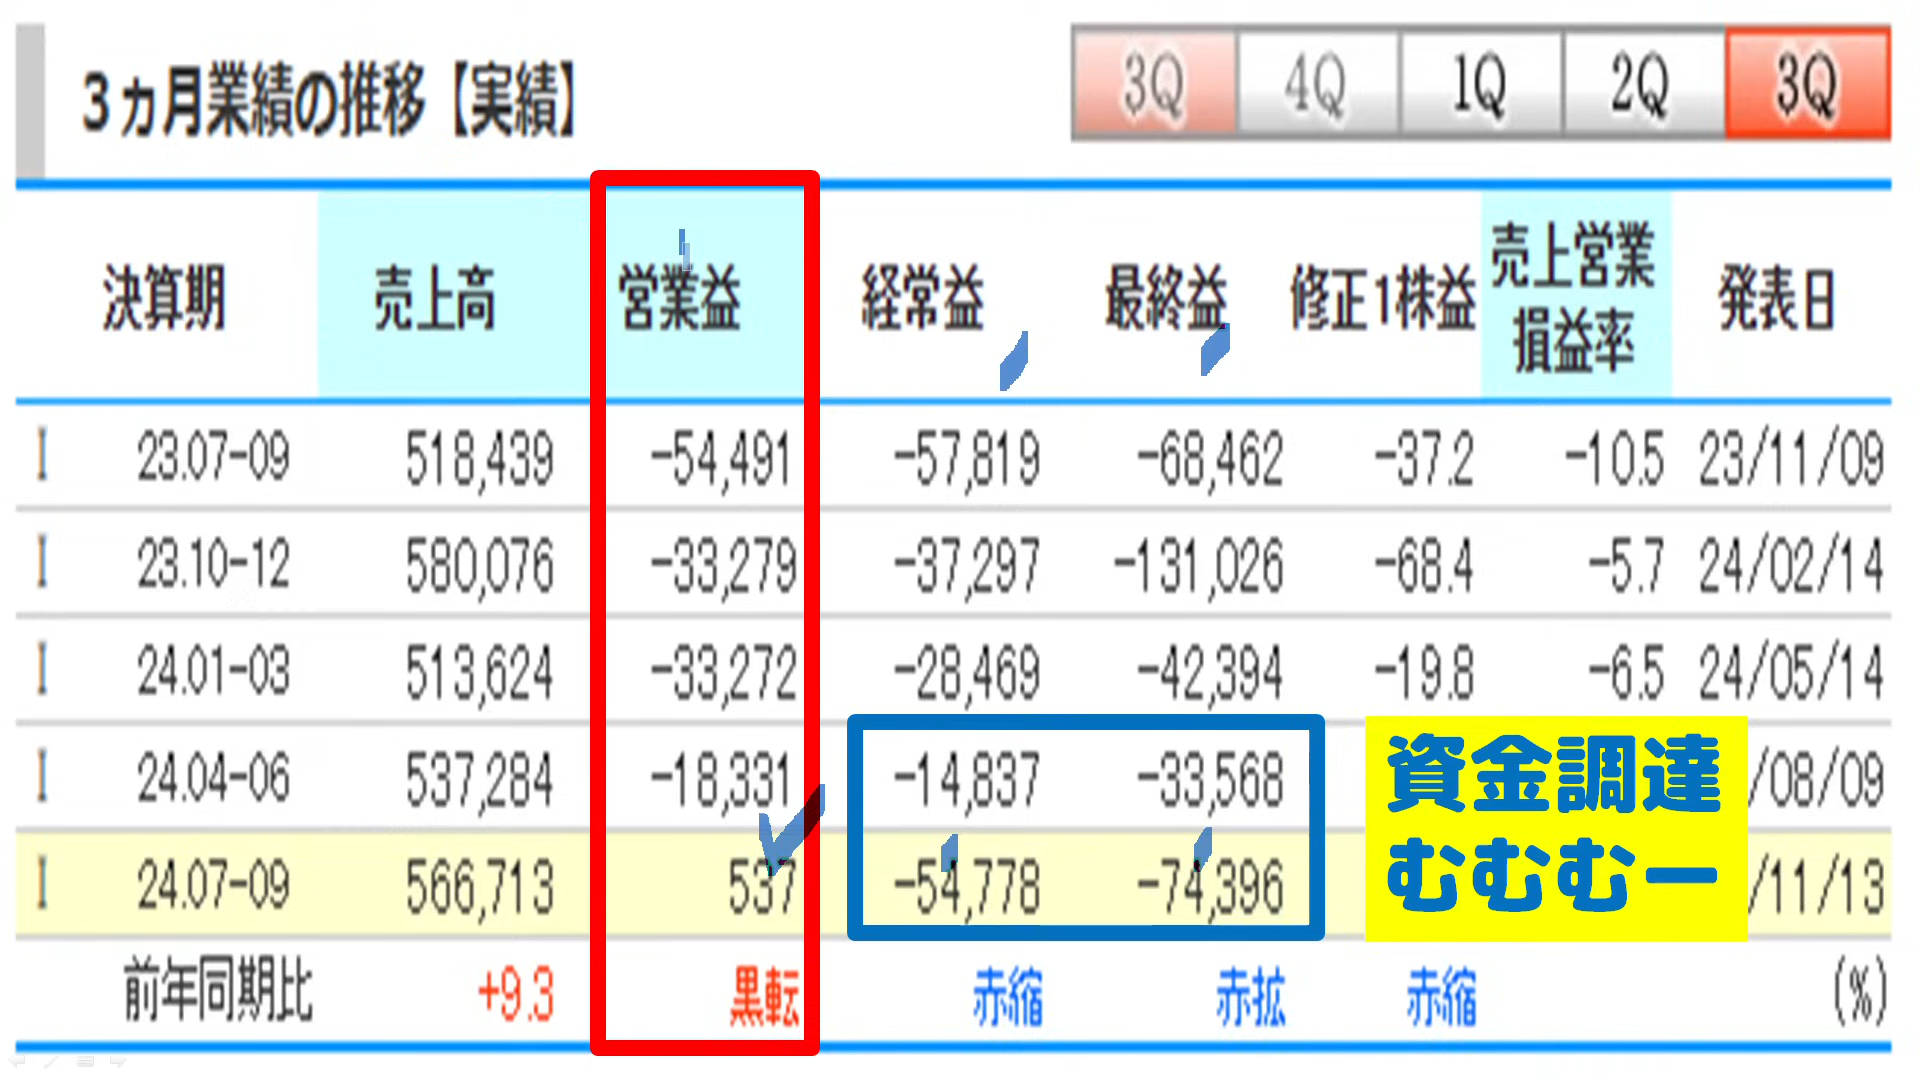 3ヵ月業績の推移【実績】
3Q 4Q 1Q 2Q 3Q
決算期 売上高 営業益 経常益 最終益 修正1株益 売上営業損益率 発表日
I 23.07-09 518,439 -54,491 -57,819 -68,462 -37.2 -10.5 23/11/09
I 23.10-12 580,076 -33,279 -37,297 -131,026 -68.4 -5.7 24/02/14
I 24.01-03 513,624 -33,272 -28,469 -42,394 -19.8 -6.5 24/05/14
I 24.04-06 537,284 -18,331 -14,837 -33,568 /08/09
I 24.07-09 566,713 537 -54,778 -74,396 /11/13
資金調達
むむむー
前年同期比 +9.3 黒転 赤縮 赤拡 赤縮 (%)